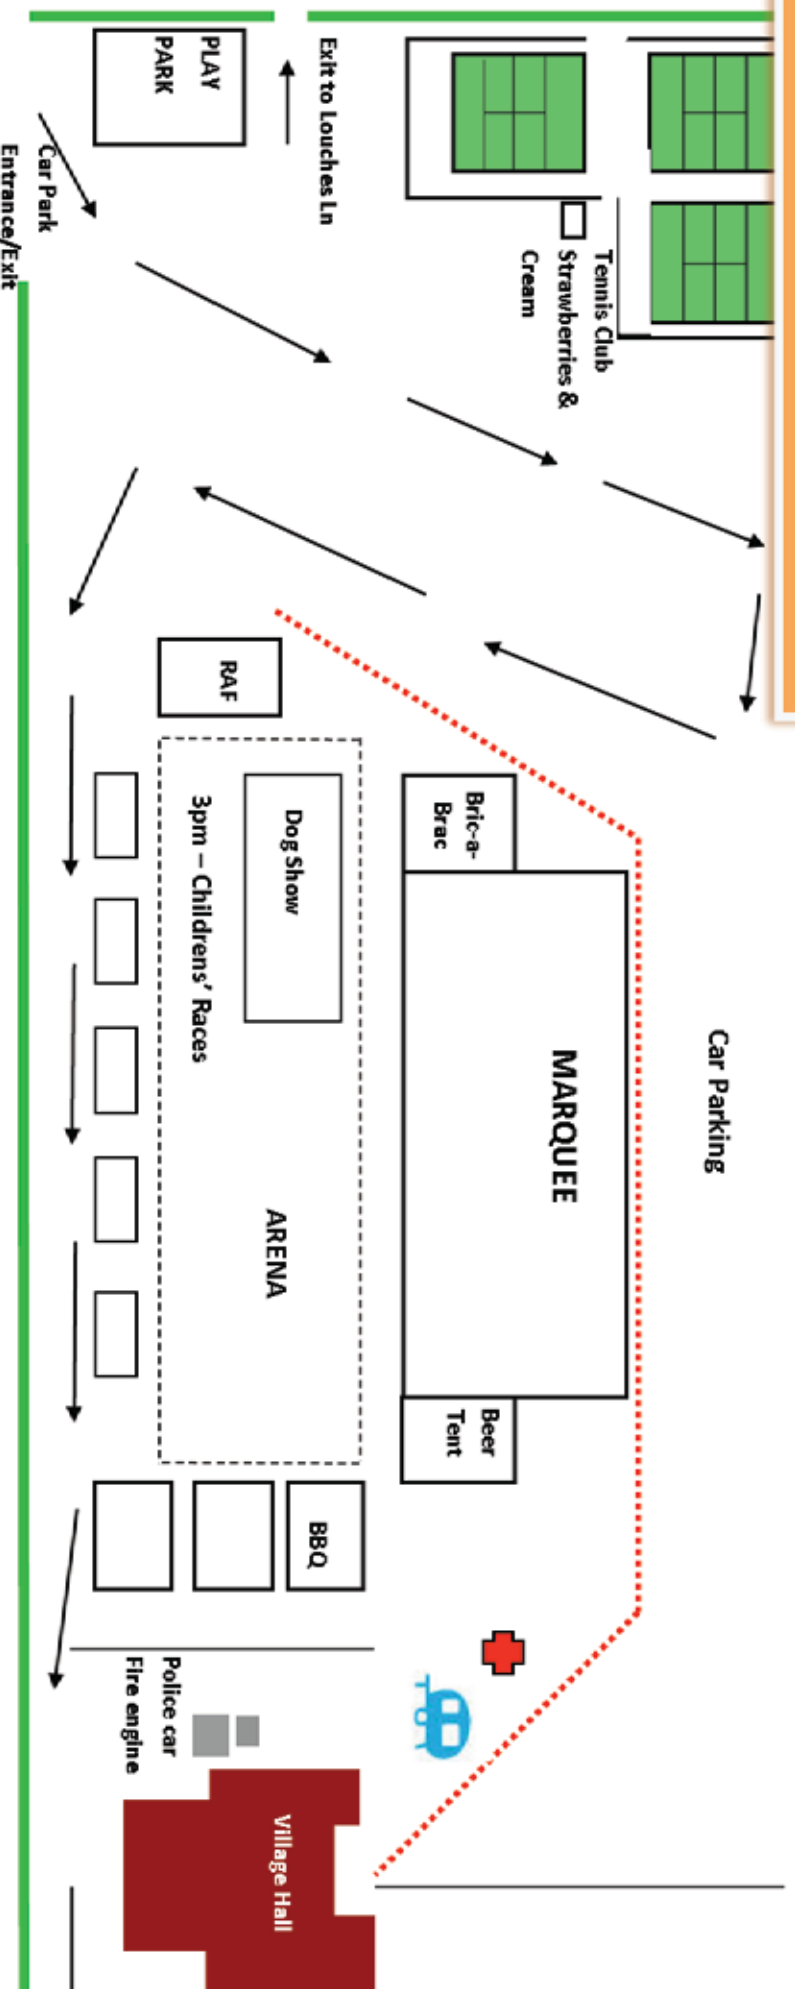 PLAY
PARK
Exit to Louches Ln
Car Park
Entrance/Exit
Tennis Club
Strawberries &
Cream
RAF
Dog Show
3pm – Childrens' Races
ARENA
Bric-a-
Brac
MARQUEE
Beer
Tent
Car Parking
BBQ
Police car
Fire engine
Village Hall